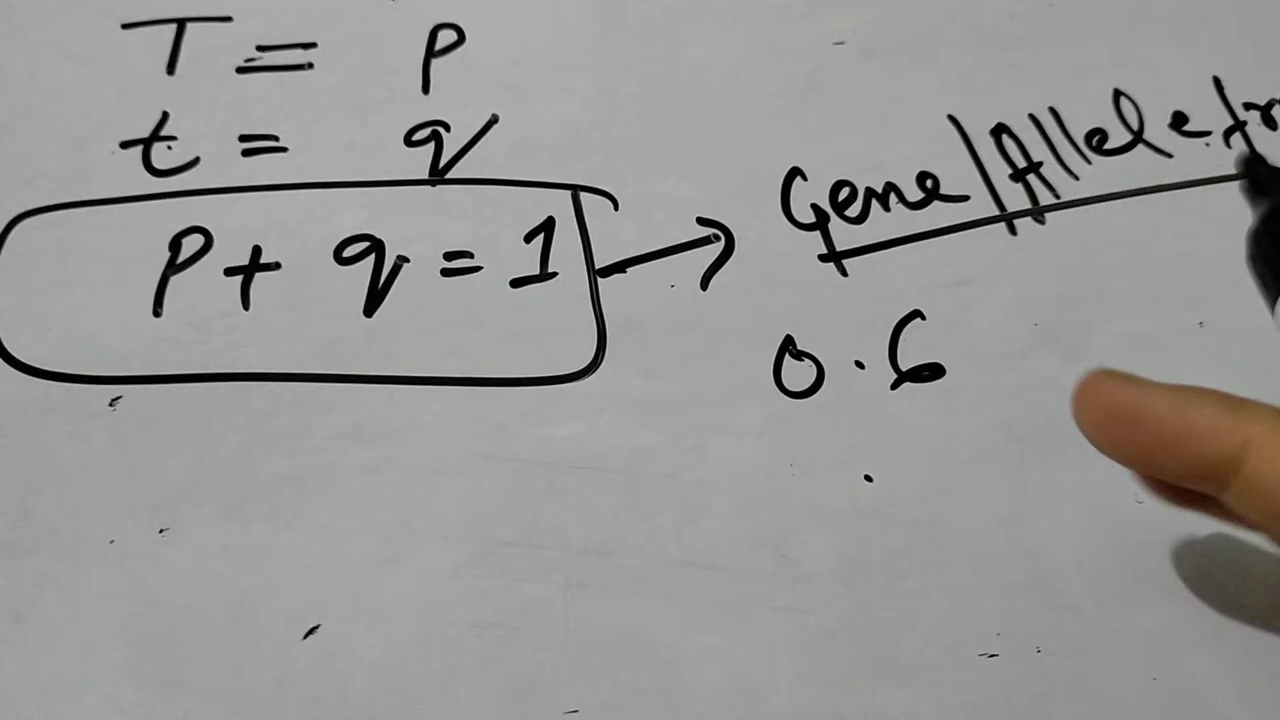 T = p
t = q
p + q = 1 → Gene/Allele
0.6